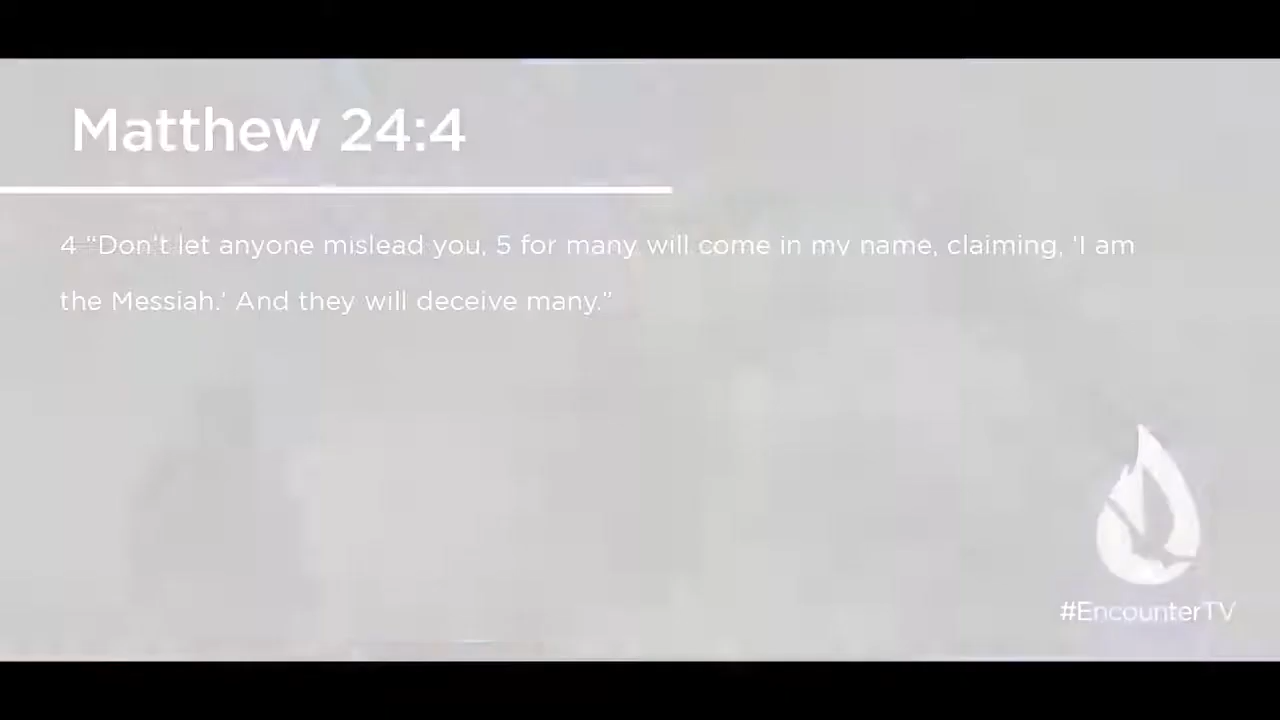 Matthew 24:4
4 “Don't let anyone mislead you, 5 for many will come in my name, claiming, 'I am
the Messiah.’ And they will deceive many.”
#EncounterTV